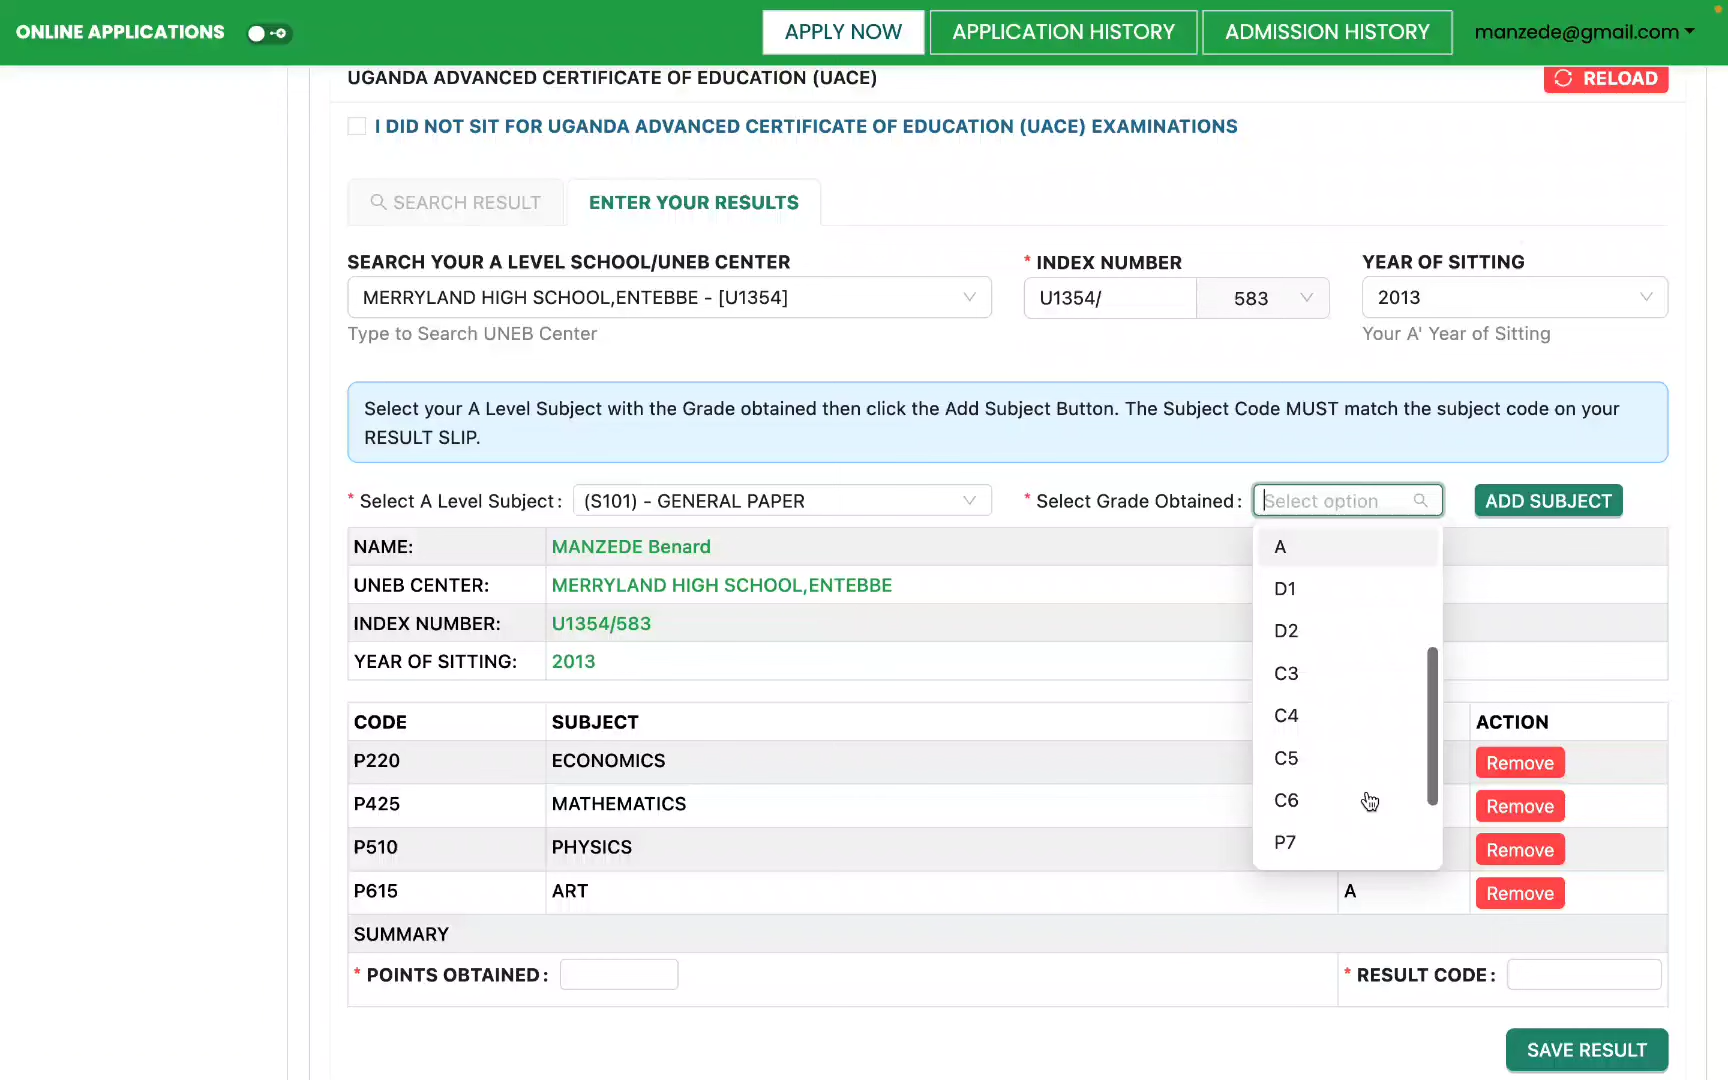 ONLINE APPLICATIONS
APPLY NOW
APPLICATION HISTORY
ADMISSION HISTORY
manzede@gmail.com
UGANDA ADVANCED CERTIFICATE OF EDUCATION (UACE)
RELOAD
I DID NOT SIT FOR UGANDA ADVANCED CERTIFICATE OF EDUCATION (UACE) EXAMINATIONS
SEARCH RESULT
ENTER YOUR RESULTS
SEARCH YOUR A LEVEL SCHOOL/UNEB CENTER
* INDEX NUMBER
YEAR OF SITTING
MERRYLAND HIGH SCHOOL,ENTEBBE - [U1354]
U1354/
583
2013
Type to Search UNEB Center
Your A' Year of Sitting
Select your A Level Subject with the Grade obtained then click the Add Subject Button. The Subject Code MUST match the subject code on your
RESULT SLIP.
* Select A Level Subject :
(S101) - GENERAL PAPER
* Select Grade Obtained :
Select option
ADD SUBJECT
A
D1
D2
C3
C4
C5
C6
P7
NAME:
MANZEDE Benard
UNEB CENTER:
MERRYLAND HIGH SCHOOL,ENTEBBE
INDEX NUMBER:
U1354/583
YEAR OF SITTING:
2013
CODE
SUBJECT
ACTION
P220
ECONOMICS
Remove
P425
MATHEMATICS
Remove
P510
PHYSICS
Remove
P615
ART
A
Remove
SUMMARY
* POINTS OBTAINED :
* RESULT CODE :
SAVE RESULT